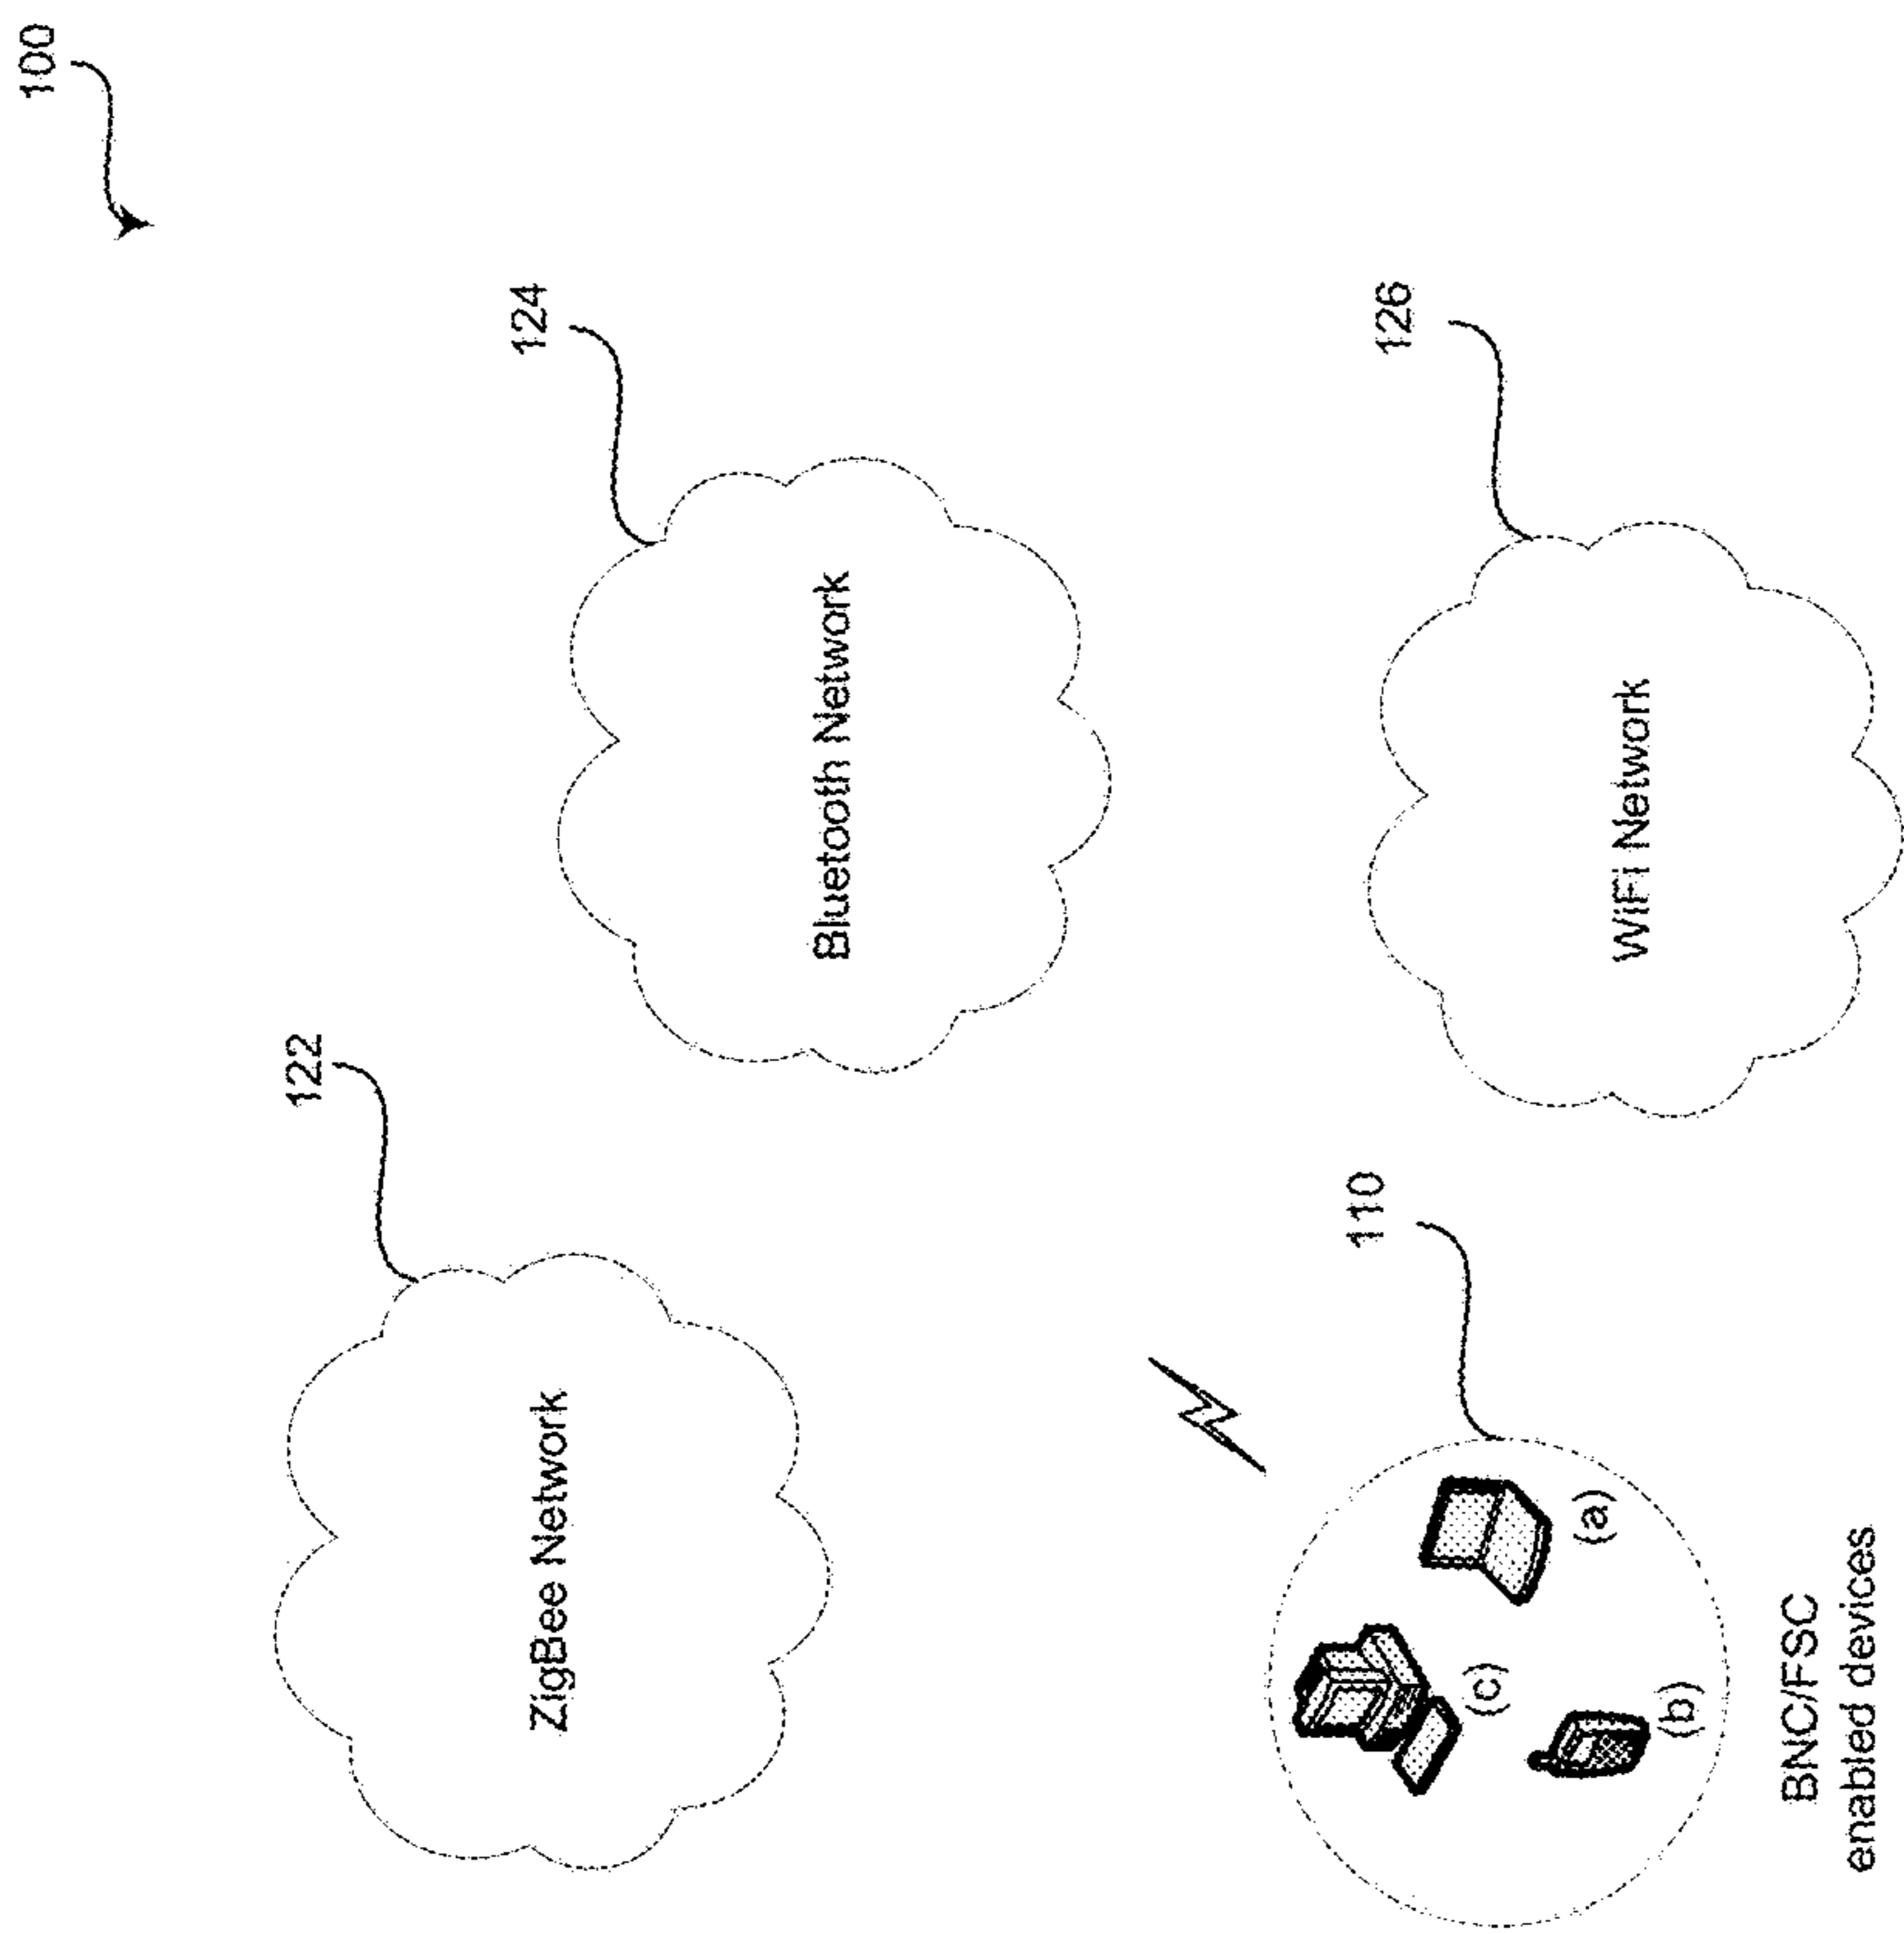 100
122
ZigBee Network
124
Bluetooth Network
110
(c)
(a)
(b)
BNC/FSC
enabled devices
126
WiFi Network